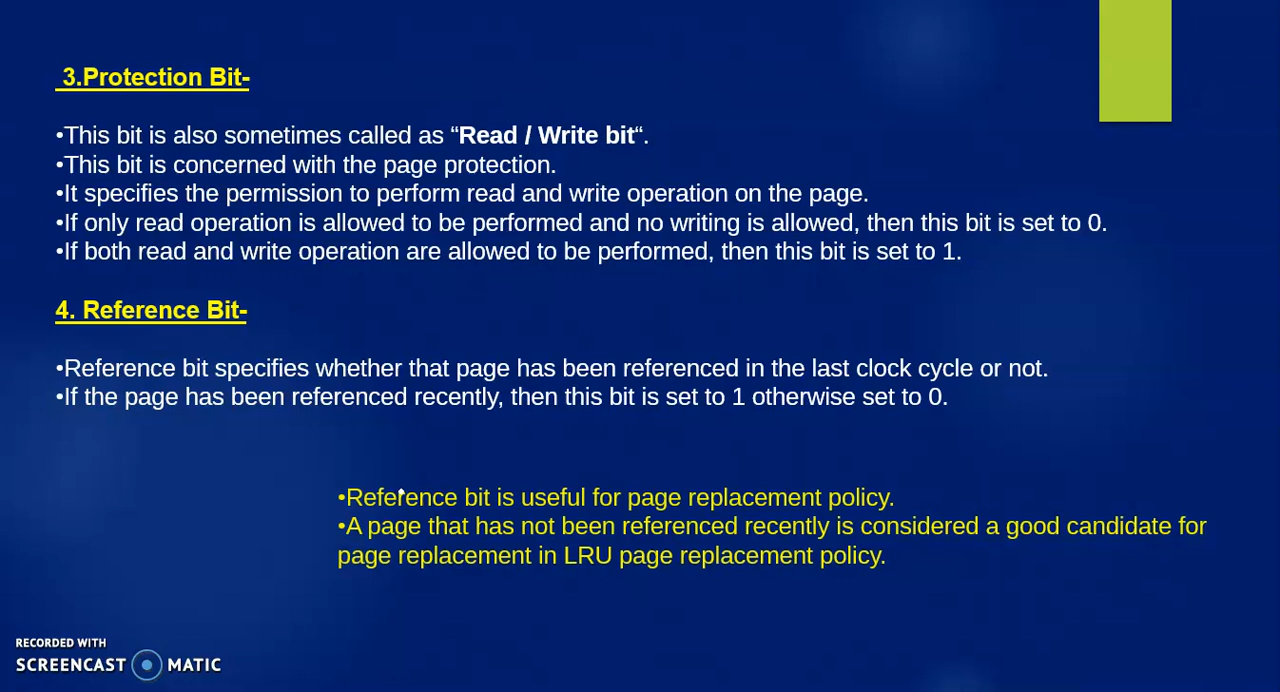 3.Protection Bit-
•This bit is also sometimes called as “Read / Write bit“.
•This bit is concerned with the page protection.
•It specifies the permission to perform read and write operation on the page.
•If only read operation is allowed to be performed and no writing is allowed, then this bit is set to 0.
•If both read and write operation are allowed to be performed, then this bit is set to 1.
4. Reference Bit-
•Reference bit specifies whether that page has been referenced in the last clock cycle or not.
•If the page has been referenced recently, then this bit is set to 1 otherwise set to 0.
•Reference bit is useful for page replacement policy.
•A page that has not been referenced recently is considered a good candidate for
page replacement in LRU page replacement policy.
RECORDED WITH
SCREENCAST MATIC